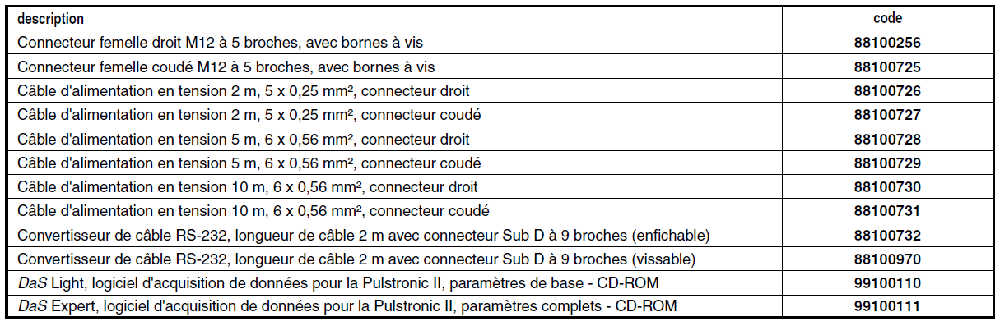 description code
Connecteur femelle droit M12 à 5 broches, avec bornes à vis 88100256
Connecteur femelle coudé M12 à 5 broches, avec bornes à vis 88100725
Câble d'alimentation en tension 2 m, 5 x 0,25 mm², connecteur droit 88100726
Câble d'alimentation en tension 2 m, 5 x 0,25 mm², connecteur coudé 88100727
Câble d'alimentation en tension 5 m, 6 x 0,56 mm², connecteur droit 88100728
Câble d'alimentation en tension 5 m, 6 x 0,56 mm², connecteur coudé 88100729
Câble d'alimentation en tension 10 m, 6 x 0,56 mm², connecteur droit 88100730
Câble d'alimentation en tension 10 m, 6 x 0,56 mm², connecteur coudé 88100731
Convertisseur de câble RS-232, longueur de câble 2 m avec connecteur Sub D à 9 broches (enfichable) 88100732
Convertisseur de câble RS-232, longueur de câble 2 m avec connecteur Sub D à 9 broches (vissable) 88100970
DaS Light, logiciel d'acquisition de données pour la Pulstronic II, paramètres de base - CD-ROM 99100110
DaS Expert, logiciel d'acquisition de données pour la Pulstronic II, paramètres complets - CD-ROM 99100111